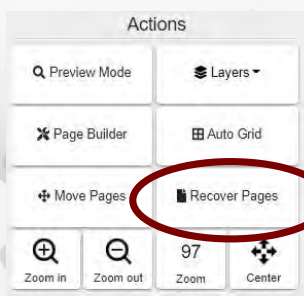 Actions
Preview Mode
Layers
Page Builder
Auto Grid
Move Pages
Recover Pages
97
Zoom in
Zoom out
Zoom
Center